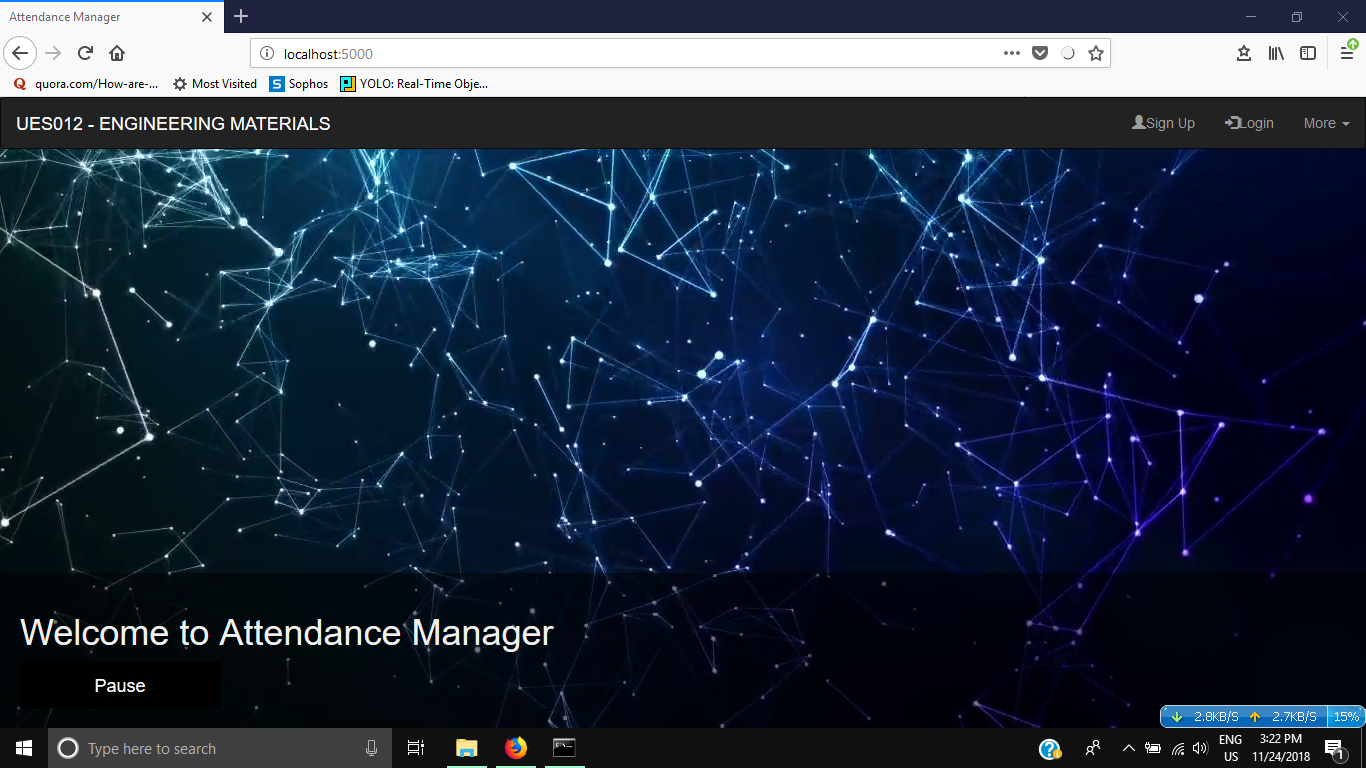 Attendance Manager
localhost:5000
quora.com/How-are-...
Most Visited
Sophos
YOLO: Real-Time Obje...
UES012 - ENGINEERING MATERIALS
Sign Up
Login
More
Welcome to Attendance Manager
Pause
2.8KB/S
2.7KB/S
15%
Type here to search
ENG
US
3:22 PM
11/24/2018
1